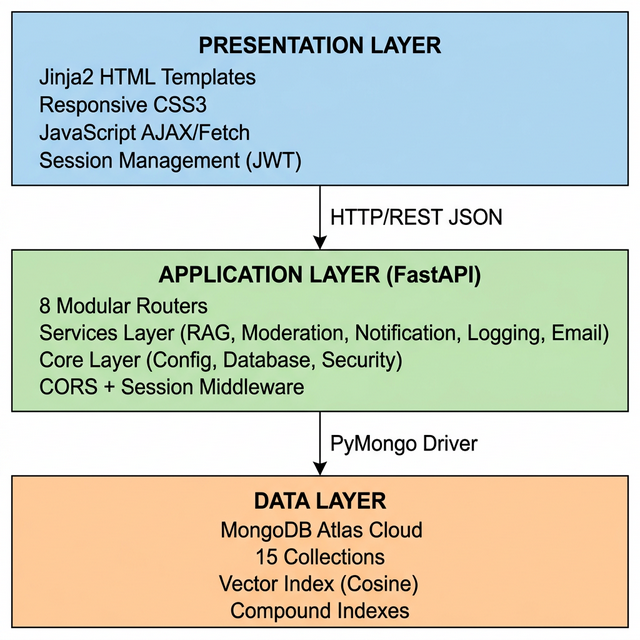 PRESENTATION LAYER
Jinja2 HTML Templates
Responsive CSS3
JavaScript AJAX/Fetch
Session Management (JWT)
HTTP/REST JSON
APPLICATION LAYER (FastAPI)
8 Modular Routers
Services Layer (RAG, Moderation, Notification, Logging, Email)
Core Layer (Config, Database, Security)
CORS + Session Middleware
PyMongo Driver
DATA LAYER
MongoDB Atlas Cloud
15 Collections
Vector Index (Cosine)
Compound Indexes